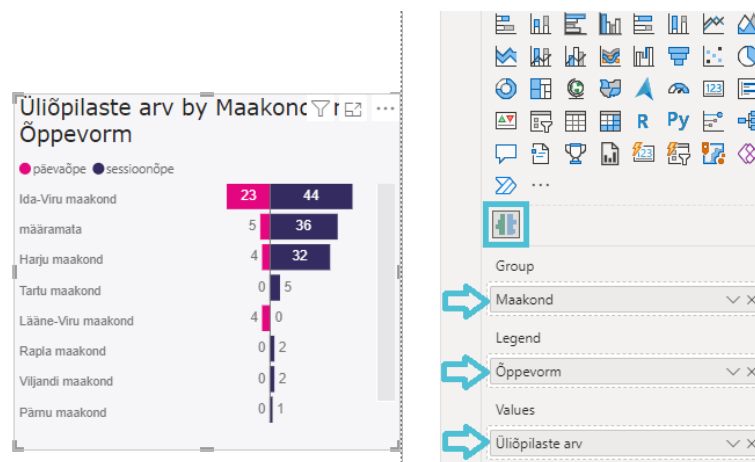 Üliõpilaste arv by Maakond
Õppevorm
päevaõpe sessioonõpe
Ida-Viru maakond 23 44
määramata 5 36
Harju maakond 4 32
Tartu maakond 0 5
Lääne-Viru maakond 4 0
Rapla maakond 0 2
Viljandi maakond 0 2
Pärnu maakond 0 1
123
R Py
123
...
Group
Maakond
Legend
Õppevorm
Values
Üliõpilaste arv